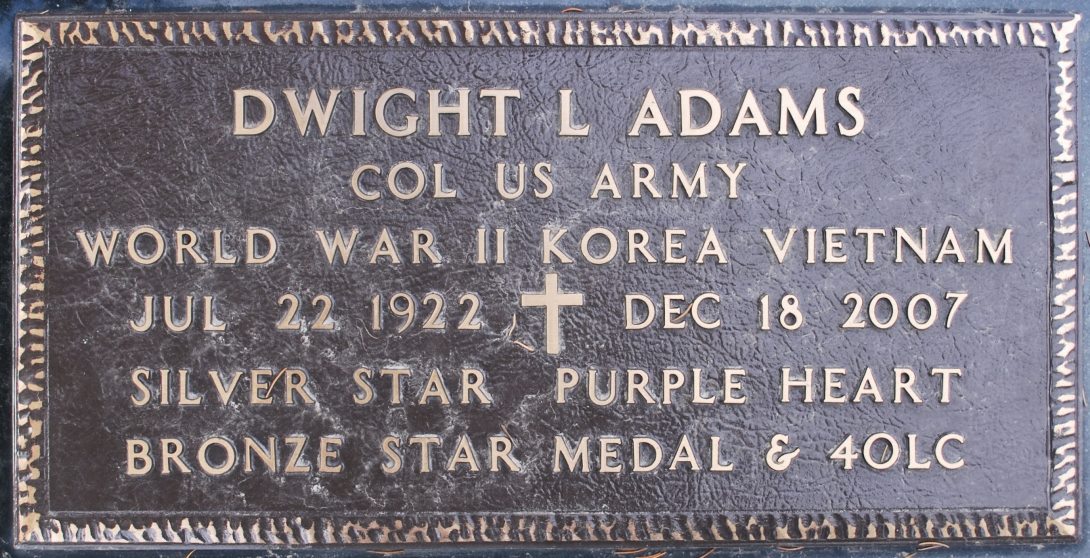 DWIGHT L ADAMS
COL US ARMY
WORLD WAR II KOREA VIETNAM
JUL 22 1922 DEC 18 2007
SILVER STAR PURPLE HEART
BRONZE STAR MEDAL & 4OLC